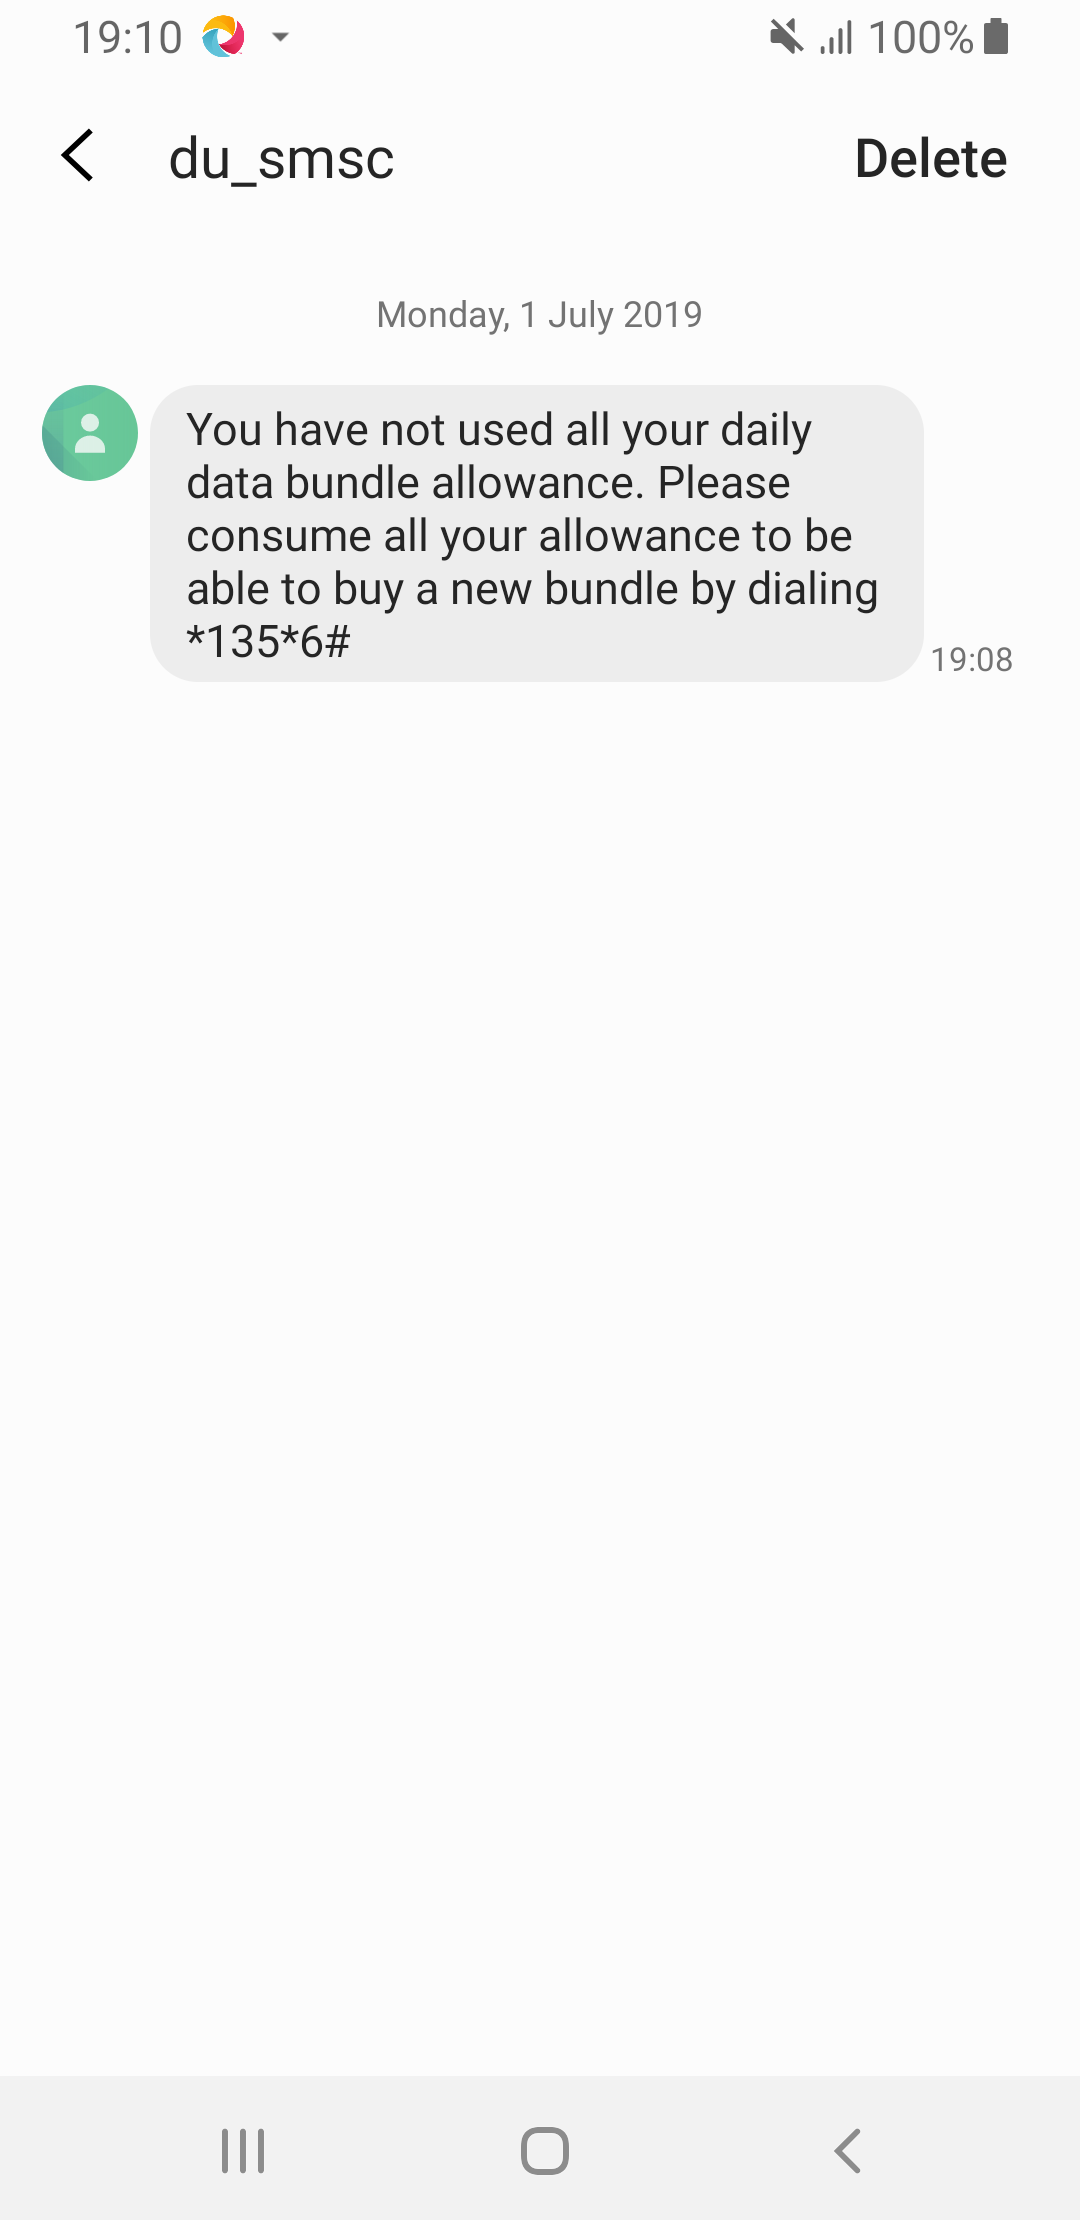 19:10 100%
du_smsc Delete
Monday, 1 July 2019
You have not used all your daily
data bundle allowance. Please
consume all your allowance to be
able to buy a new bundle by dialing
*135*6#
19:08